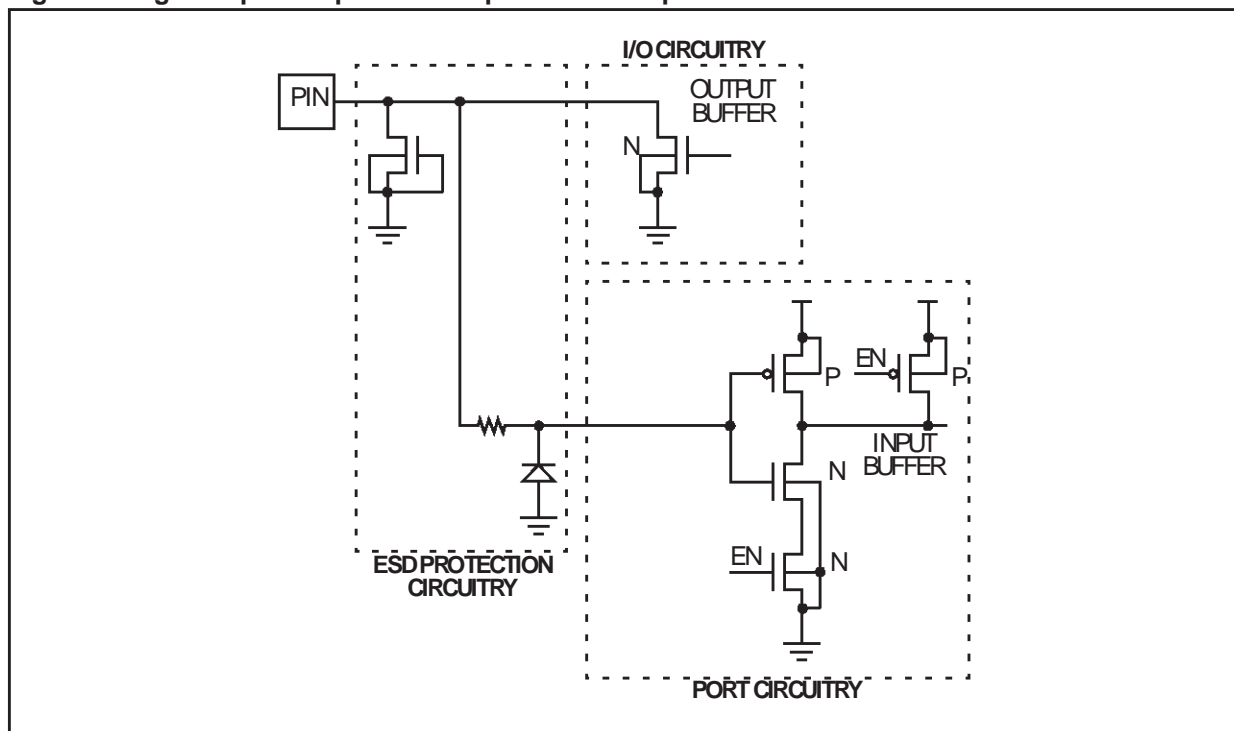 I/O CIRCUITRY
PIN
OUTPUT
BUFFER
N
EN
P
P
INPUT
BUFFER
N
EN
N
ESD PROTECTION
CIRCUITRY
PORT CIRCUITRY